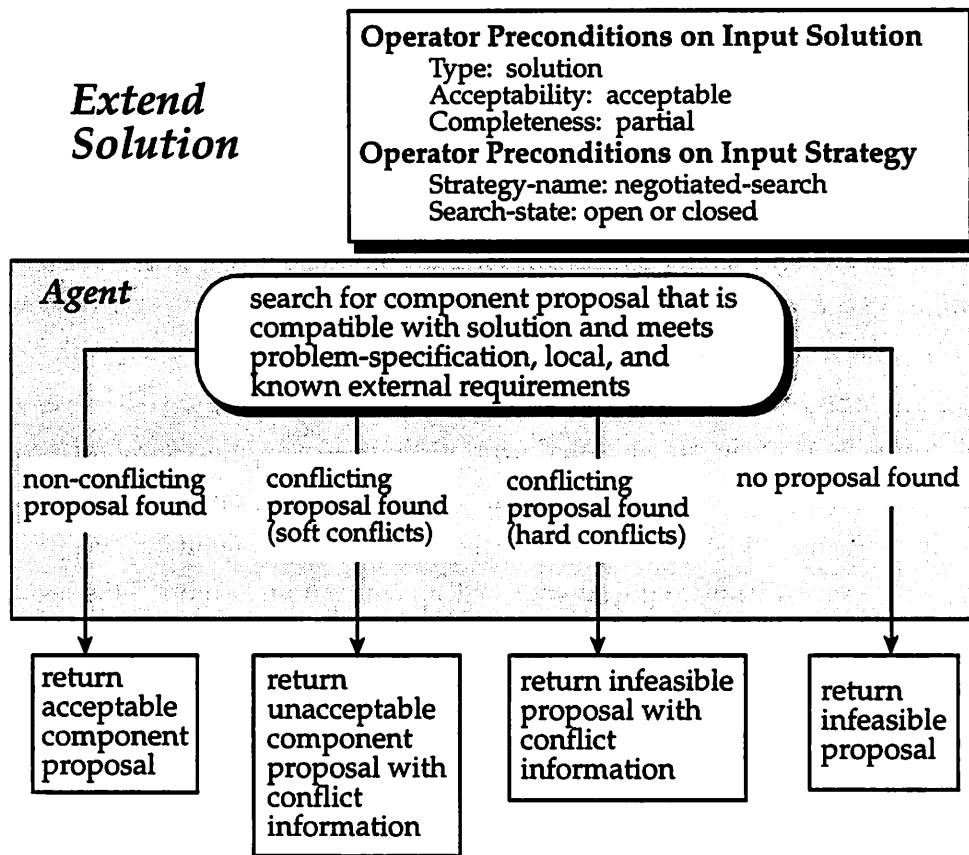 Extend
Solution
Operator Preconditions on Input Solution
Type: solution
Acceptability: acceptable
Completeness: partial
Operator Preconditions on Input Strategy
Strategy-name: negotiated-search
Search-state: open or closed
Agent
search for component proposal that is
compatible with solution and meets
problem-specification, local, and
known external requirements
non-conflicting
proposal found
conflicting
proposal found
(soft conflicts)
conflicting
proposal found
(hard conflicts)
no proposal found
return
acceptable
component
proposal
return
unacceptable
component
proposal with
conflict
information
return infeasible
proposal with
conflict
information
return
infeasible
proposal